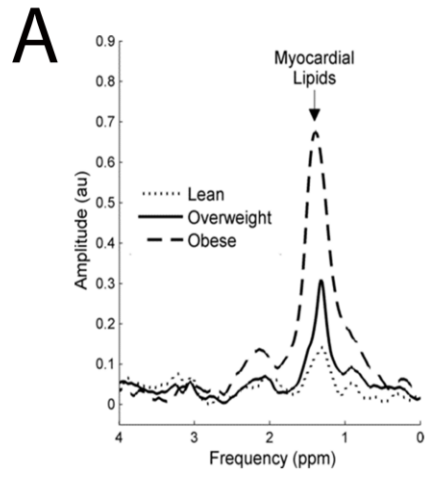 A
Myocardial
Lipids
0.9
0.8
0.7
0.6
0.5
0.4
0.3
0.2
0.1
0
Amplitude (au)
Lean
Overweight
Obese
4
3
2
1
0
Frequency (ppm)